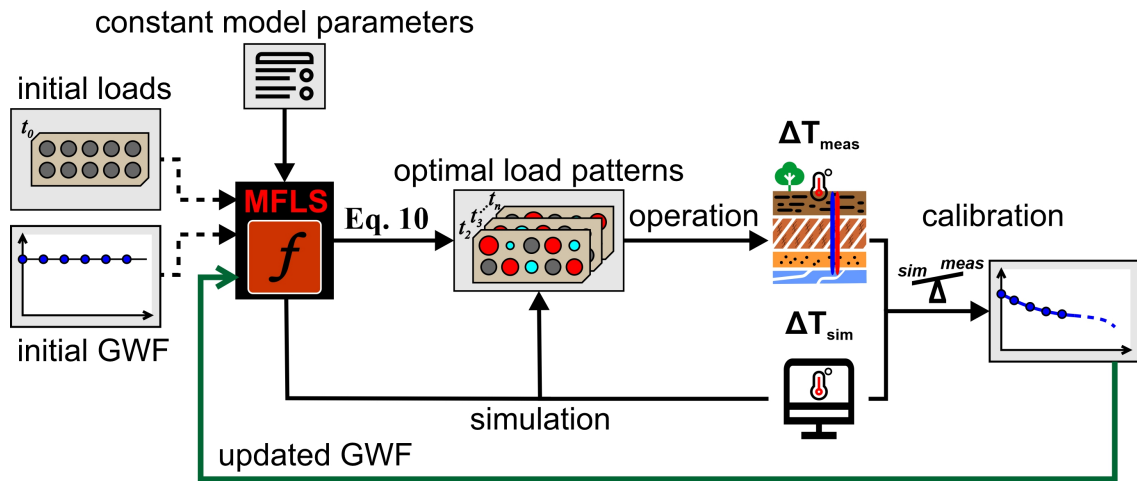 constant model parameters
initial loads
t0
MFLS
f
Eq. 10
optimal load patterns
t2 t3 ... tn
operation
ΔTmeas
calibration
sim meas
Δ
initial GWF
ΔTsim
simulation
updated GWF